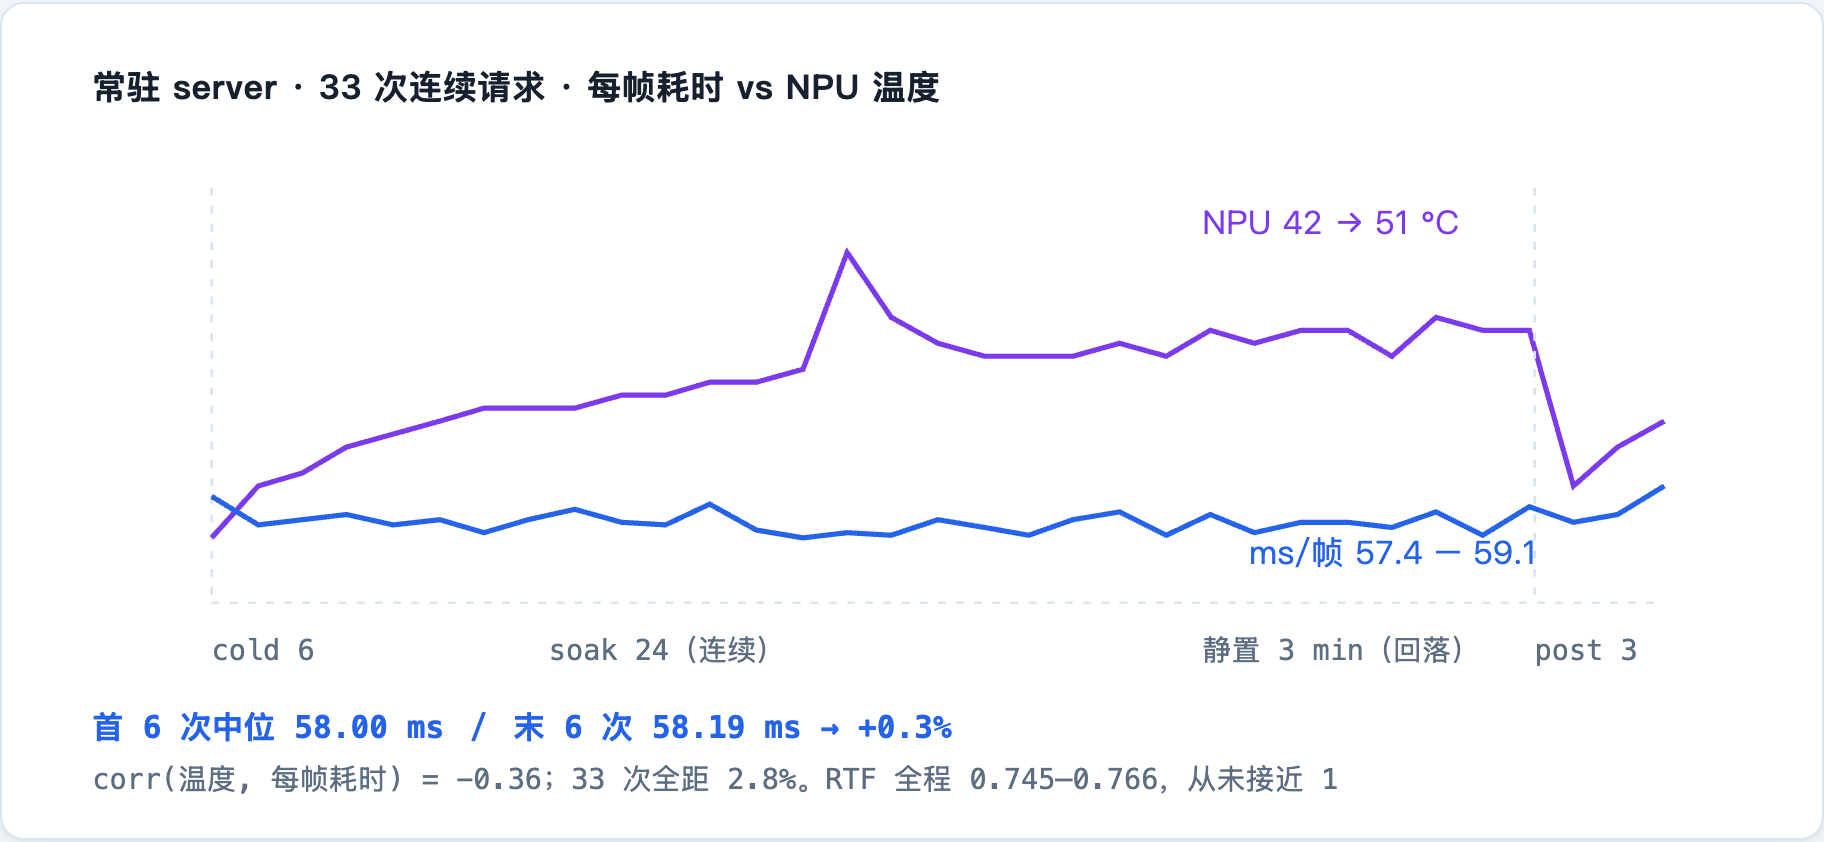 常驻 server · 33 次连续请求 · 每帧耗时 vs NPU 温度
NPU 42 → 51 °C
ms/帧 57.4 — 59.1
cold 6 soak 24（连续） 静置 3 min（回落） post 3
首 6 次中位 58.00 ms / 末 6 次 58.19 ms → +0.3%
corr(温度, 每帧耗时) = −0.36；33 次全距 2.8%。RTF 全程 0.745–0.766，从未接近 1